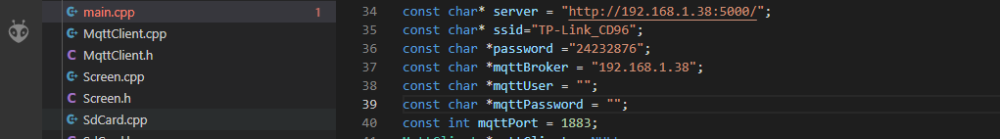 main.cpp 1
MqttClient.cpp
MqttClient.h
Screen.cpp
Screen.h
SdCard.cpp
34 const char* server = "http://192.168.1.38:5000/";
35 const char* ssid="TP-Link_CD96";
36 const char *password ="24232876";
37 const char *mqttBroker = "192.168.1.38";
38 const char *mqttUser = "";
39 const char *mqttPassword = "";
40 const int mqttPort = 1883;